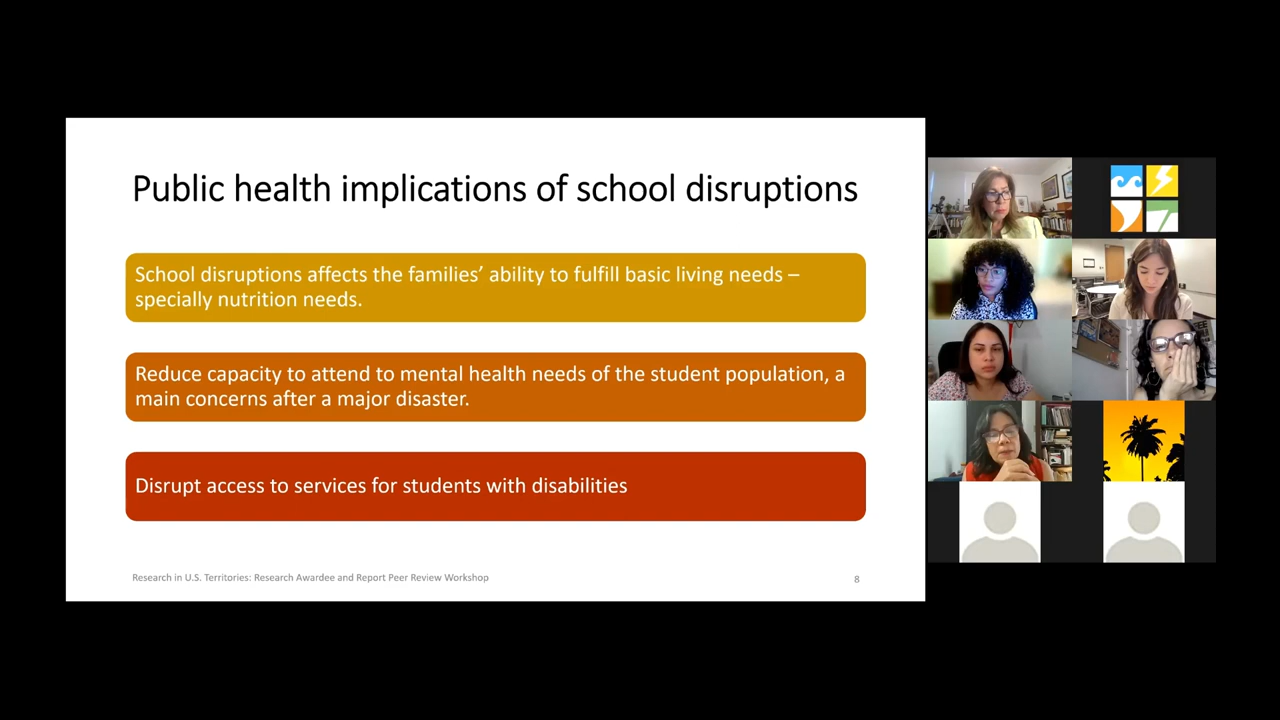 Public health implications of school disruptions
School disruptions affects the families’ ability to fulfill basic living needs –
specially nutrition needs.
Reduce capacity to attend to mental health needs of the student population, a
main concerns after a major disaster.
Disrupt access to services for students with disabilities
Research in U.S. Territories: Research Awardee and Report Peer Review Workshop
8